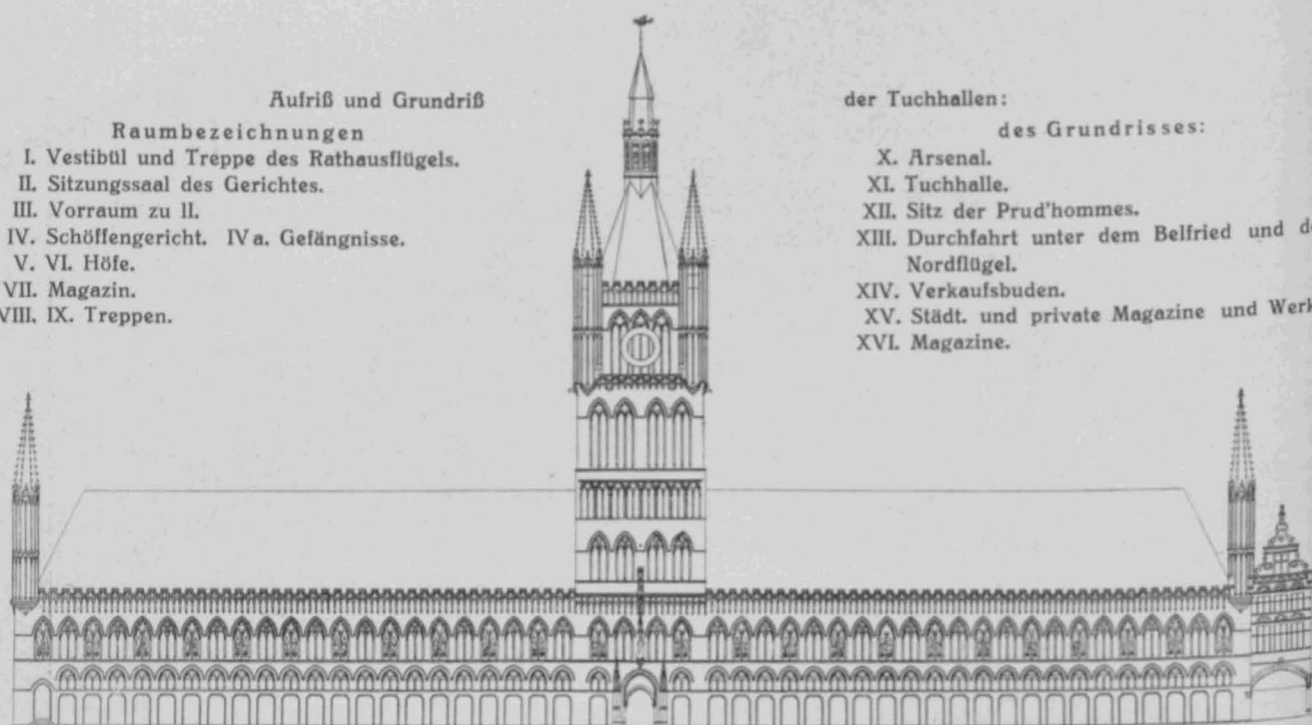 Aufriß und Grundriß
Raumbezeichnungen
I. Vestibül und Treppe des Rathausflügels.
II. Sitzungssaal des Gerichtes.
III. Vorraum zu II.
IV. Schöffengericht. IVa. Gefängnisse.
V. VI. Höfe.
VII. Magazin.
VIII. IX. Treppen.
der Tuchhallen:
des Grundrisses:
X. Arsenal.
XI. Tuchhalle.
XII. Sitz der Prud'hommes.
XIII. Durchfahrt unter dem Belfried und
Nordflügel.
XIV. Verkaufsbuden.
XV. Städt. und private Magazine und
XVI. Magazine.